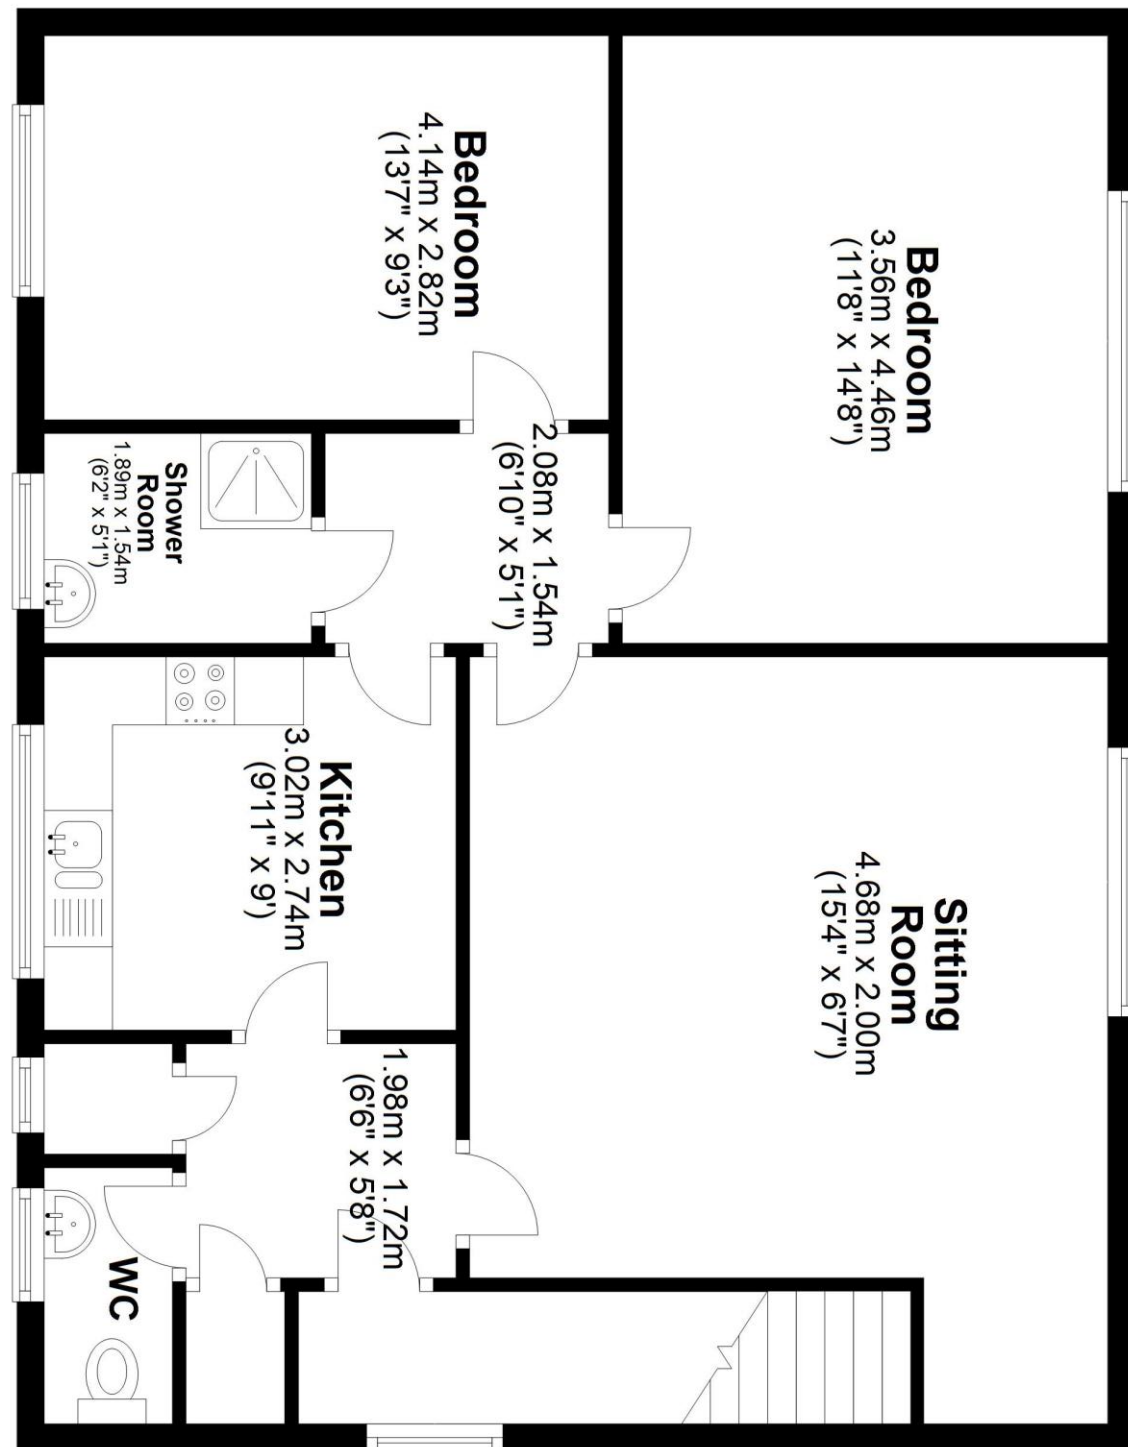 Bedroom
4.14m x 2.82m
(13'7" x 9'3")
Bedroom
3.56m x 4.46m
(11'8" x 14'8")
Shower
Room
1.89m x 1.54m
(6'2" x 5'1")
2.08m x 1.54m
(6'10" x 5'1")
Kitchen
3.02m x 2.74m
(9'11" x 9')
Sitting
Room
4.68m x 2.00m
(15'4" x 6'7")
1.98m x 1.72m
(6'6" x 5'8")
WC